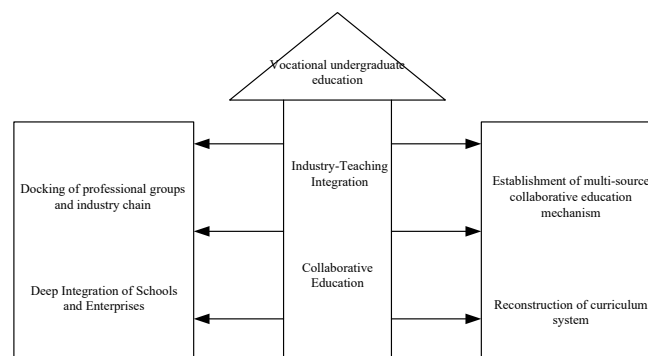 Vocational undergraduate
education
Docking of professional groups
and industry chain
Deep Integration of Schools
and Enterprises
Industry-Teaching
Integration
Collaborative
Education
Establishment of multi-source
collaborative education
mechanism
Reconstruction of curriculum
system